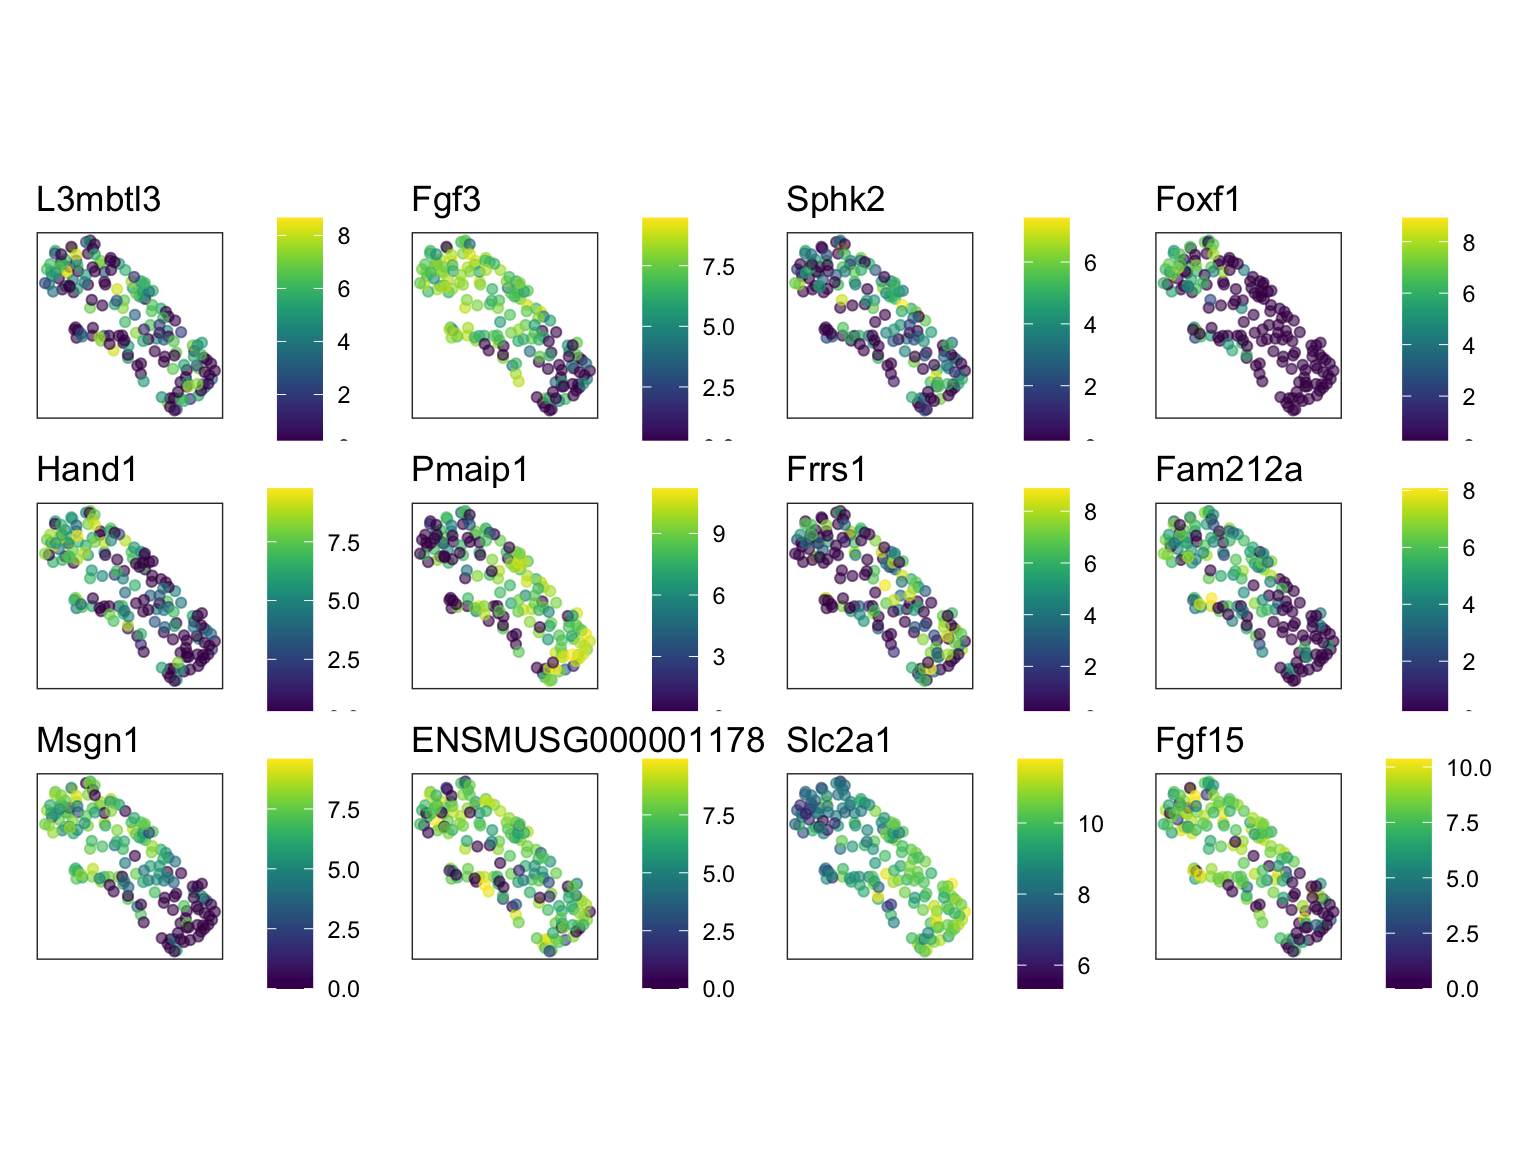 L3mbtl3 Fgf3 Sphk2 Foxf1
8 6 4 2
7.5 5.0 2.5
6 4 2
8 6 4 2
Hand1 Pmaip1 Frrs1 Fam212a
7.5 5.0 2.5
9 6 3
8 6 4 2
8 6 4 2
Msgn1 ENSMUSG000001178 Slc2a1 Fgf15
7.5 5.0 2.5 0.0
7.5 5.0 2.5 0.0
10 8 6
10.0 7.5 5.0 2.5 0.0